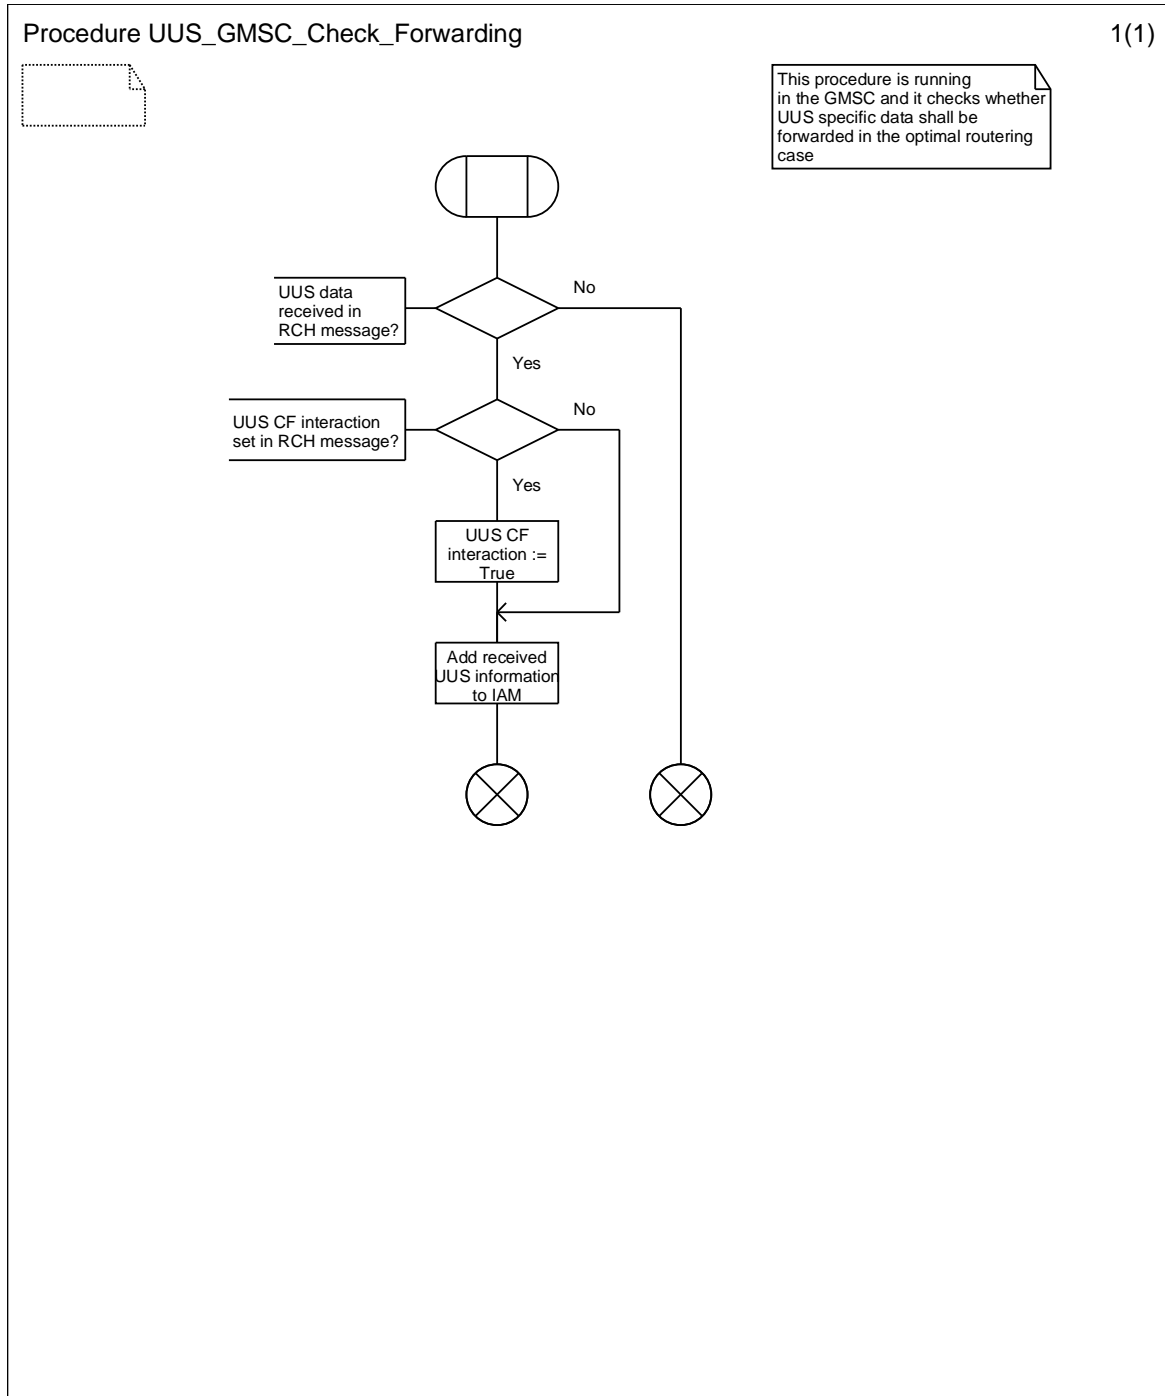 Procedure UUS_GMSC_Check_Forwarding
1(1)
This procedure is running
in the GMSC and it checks whether
UUS specific data shall be
forwarded in the optimal routering
case
UUS data
received in
RCH message?
No
Yes
UUS CF interaction
set in RCH message?
No
Yes
UUS CF
interaction :=
True
Add received
UUS information
to IAM